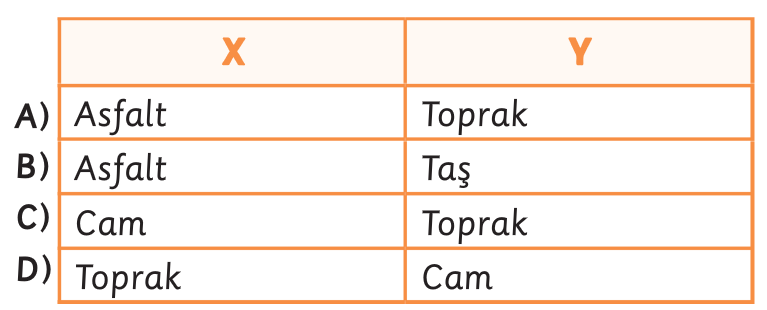 X Y
A) Asfalt Toprak
B) Asfalt Taş
C) Cam Toprak
D) Toprak Cam